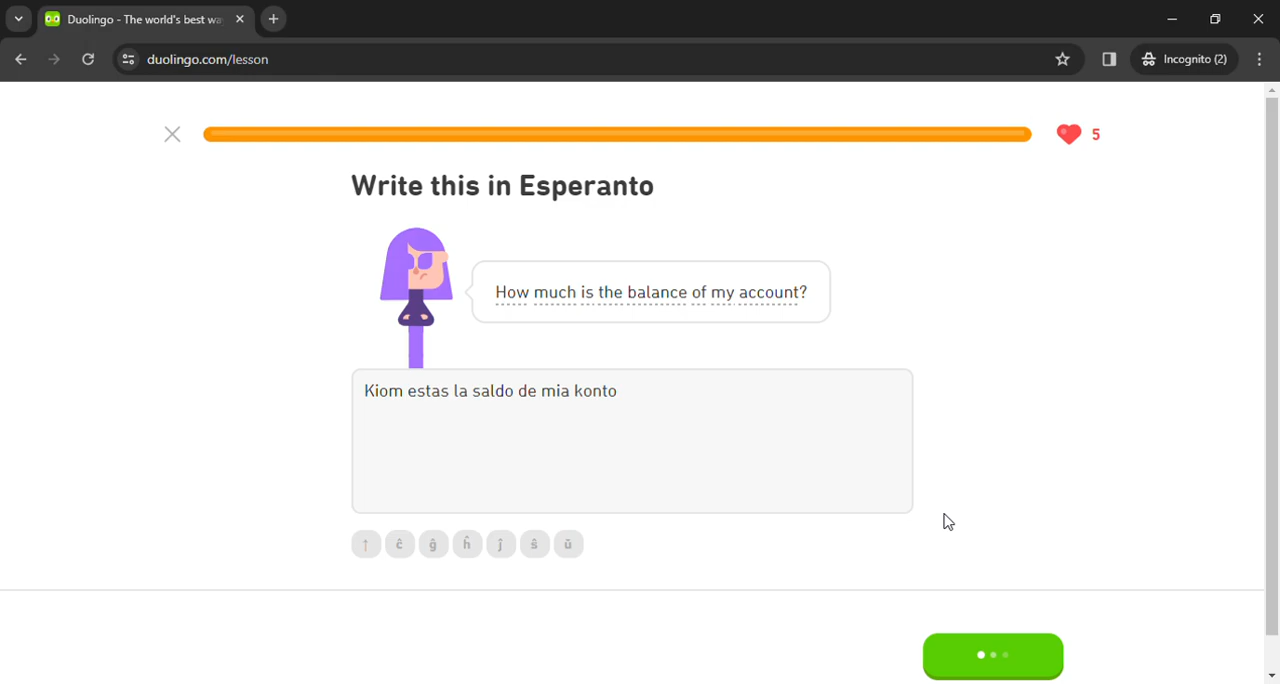 Duolingo - The world's best wa
duolingo.com/lesson
Incognito (2)
5
Write this in Esperanto
How much is the balance of my account?
Kiom estas la saldo de mia konto
↑ ĉ ĝ ĥ ĵ ŝ ŭ